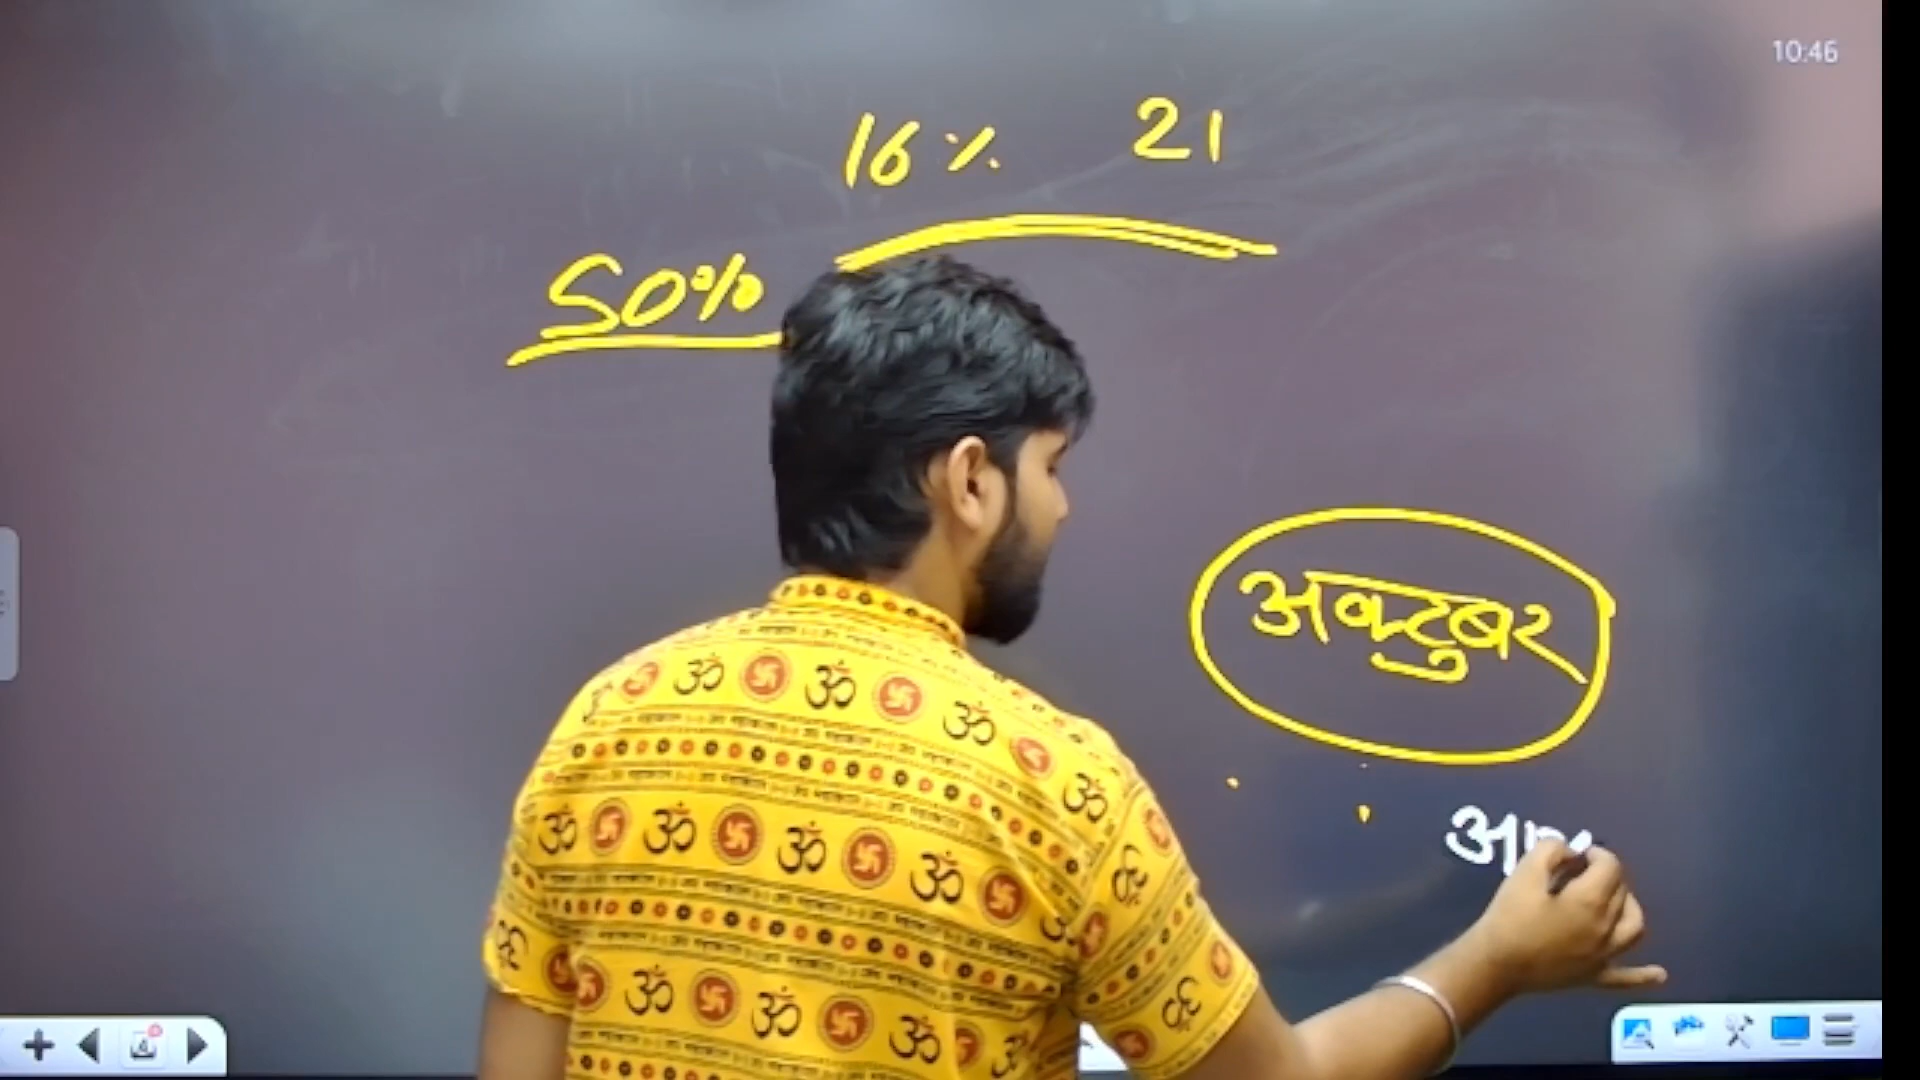 10:46
16% 21
50%
अक्टुबर
ॐ ॐ ॐ ॐ
ॐ ॐ ॐ ॐ
ॐ ॐ ॐ